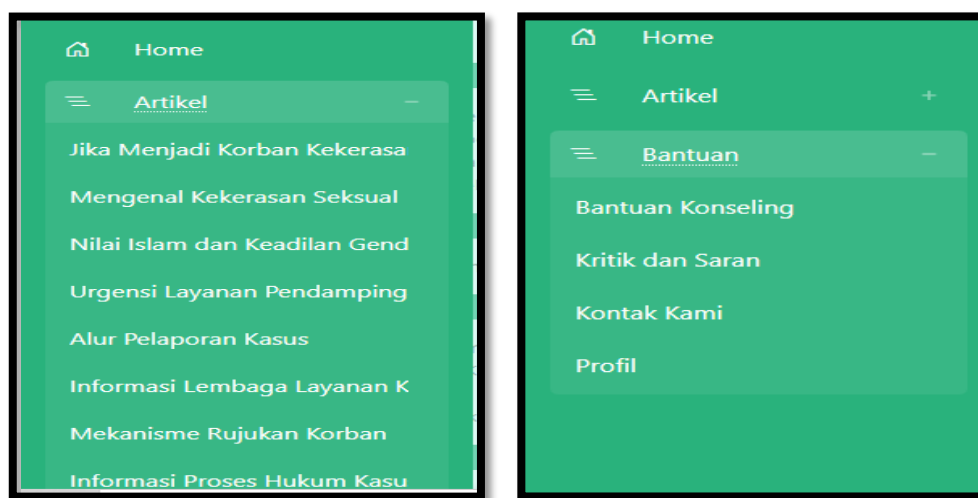 Home
Artikel
Jika Menjadi Korban Kekerasa
Mengenal Kekerasan Seksual
Nilai Islam dan Keadilan Gend
Urgensi Layanan Pendamping
Alur Pelaporan Kasus
Informasi Lembaga Layanan K
Mekanisme Rujukan Korban
Informasi Proses Hukum Kasu
Home
Artikel +
Bantuan
Bantuan Konseling
Kritik dan Saran
Kontak Kami
Profil